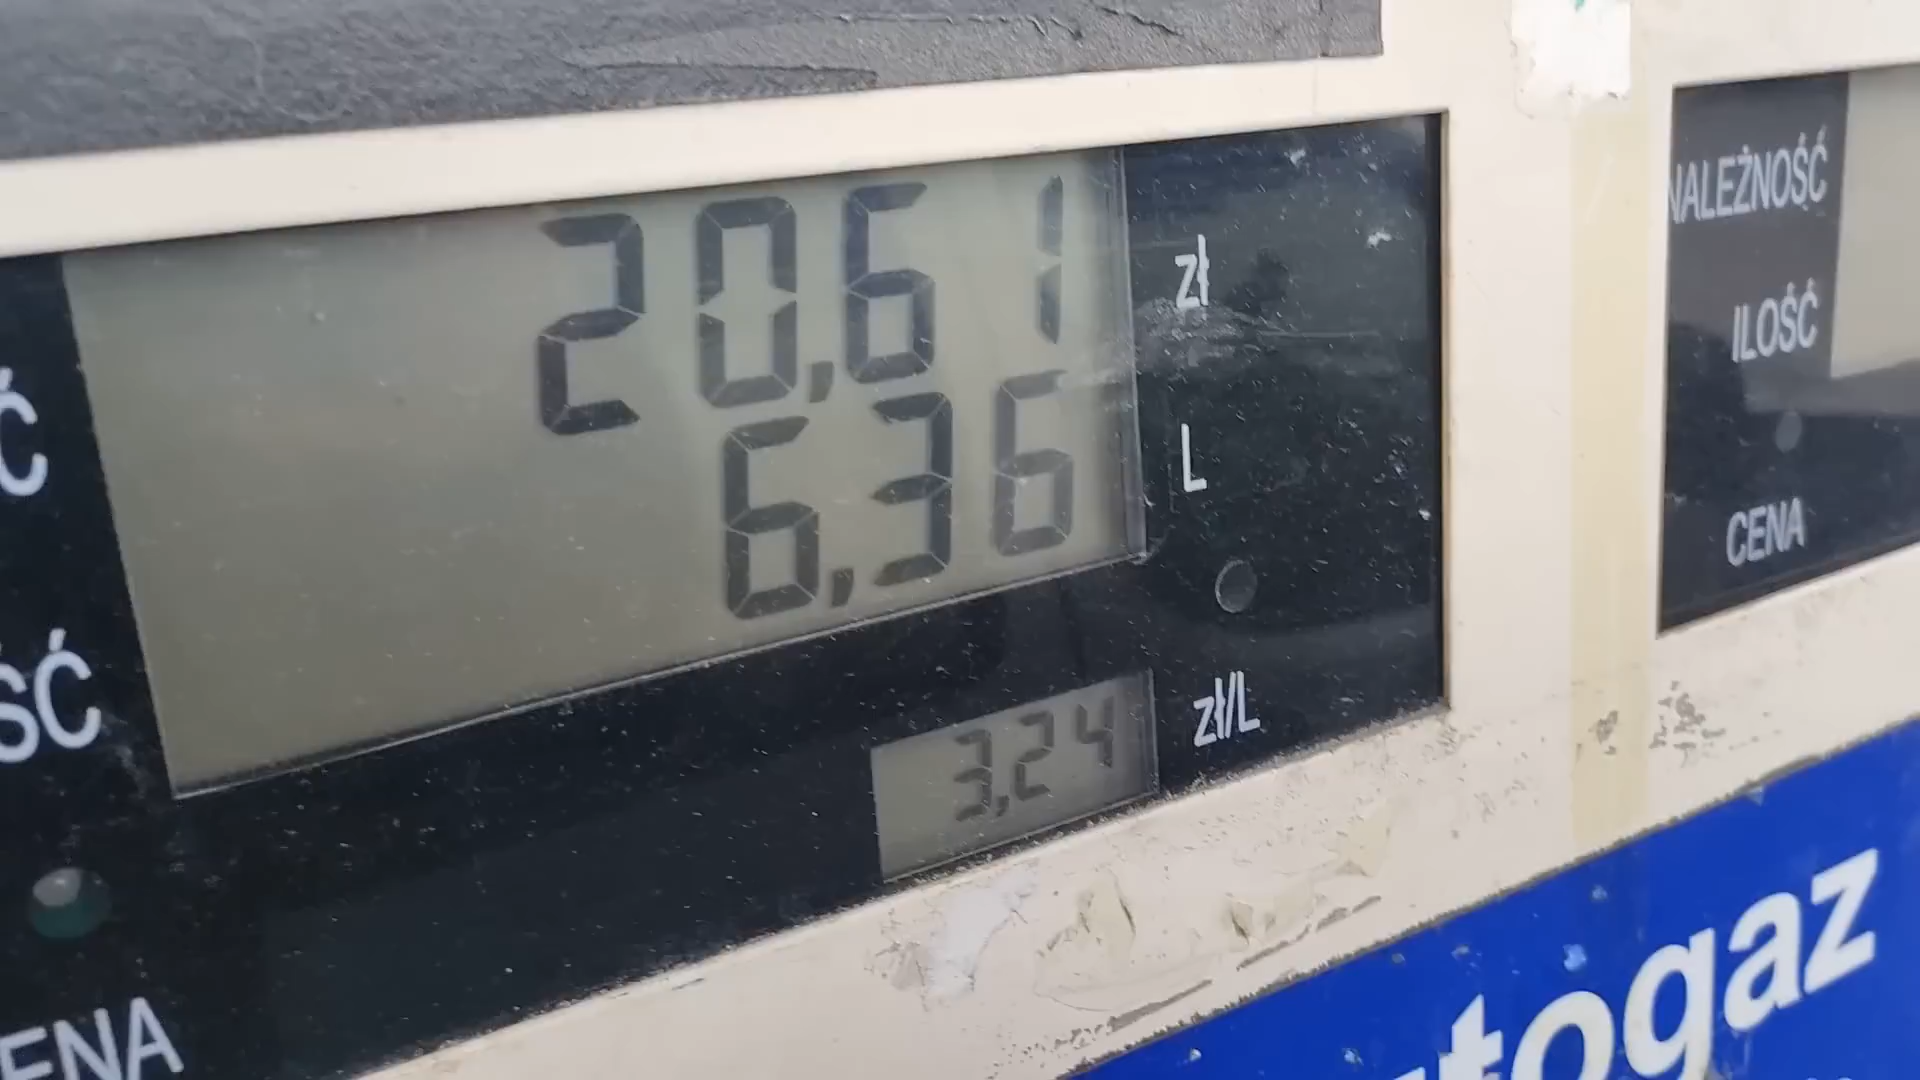 20,61 zł
6,36 L
3,24 zł/L
NALEŻNOŚĆ
ILOŚĆ
CENA
Ć
ŚĆ
ENA
togaz